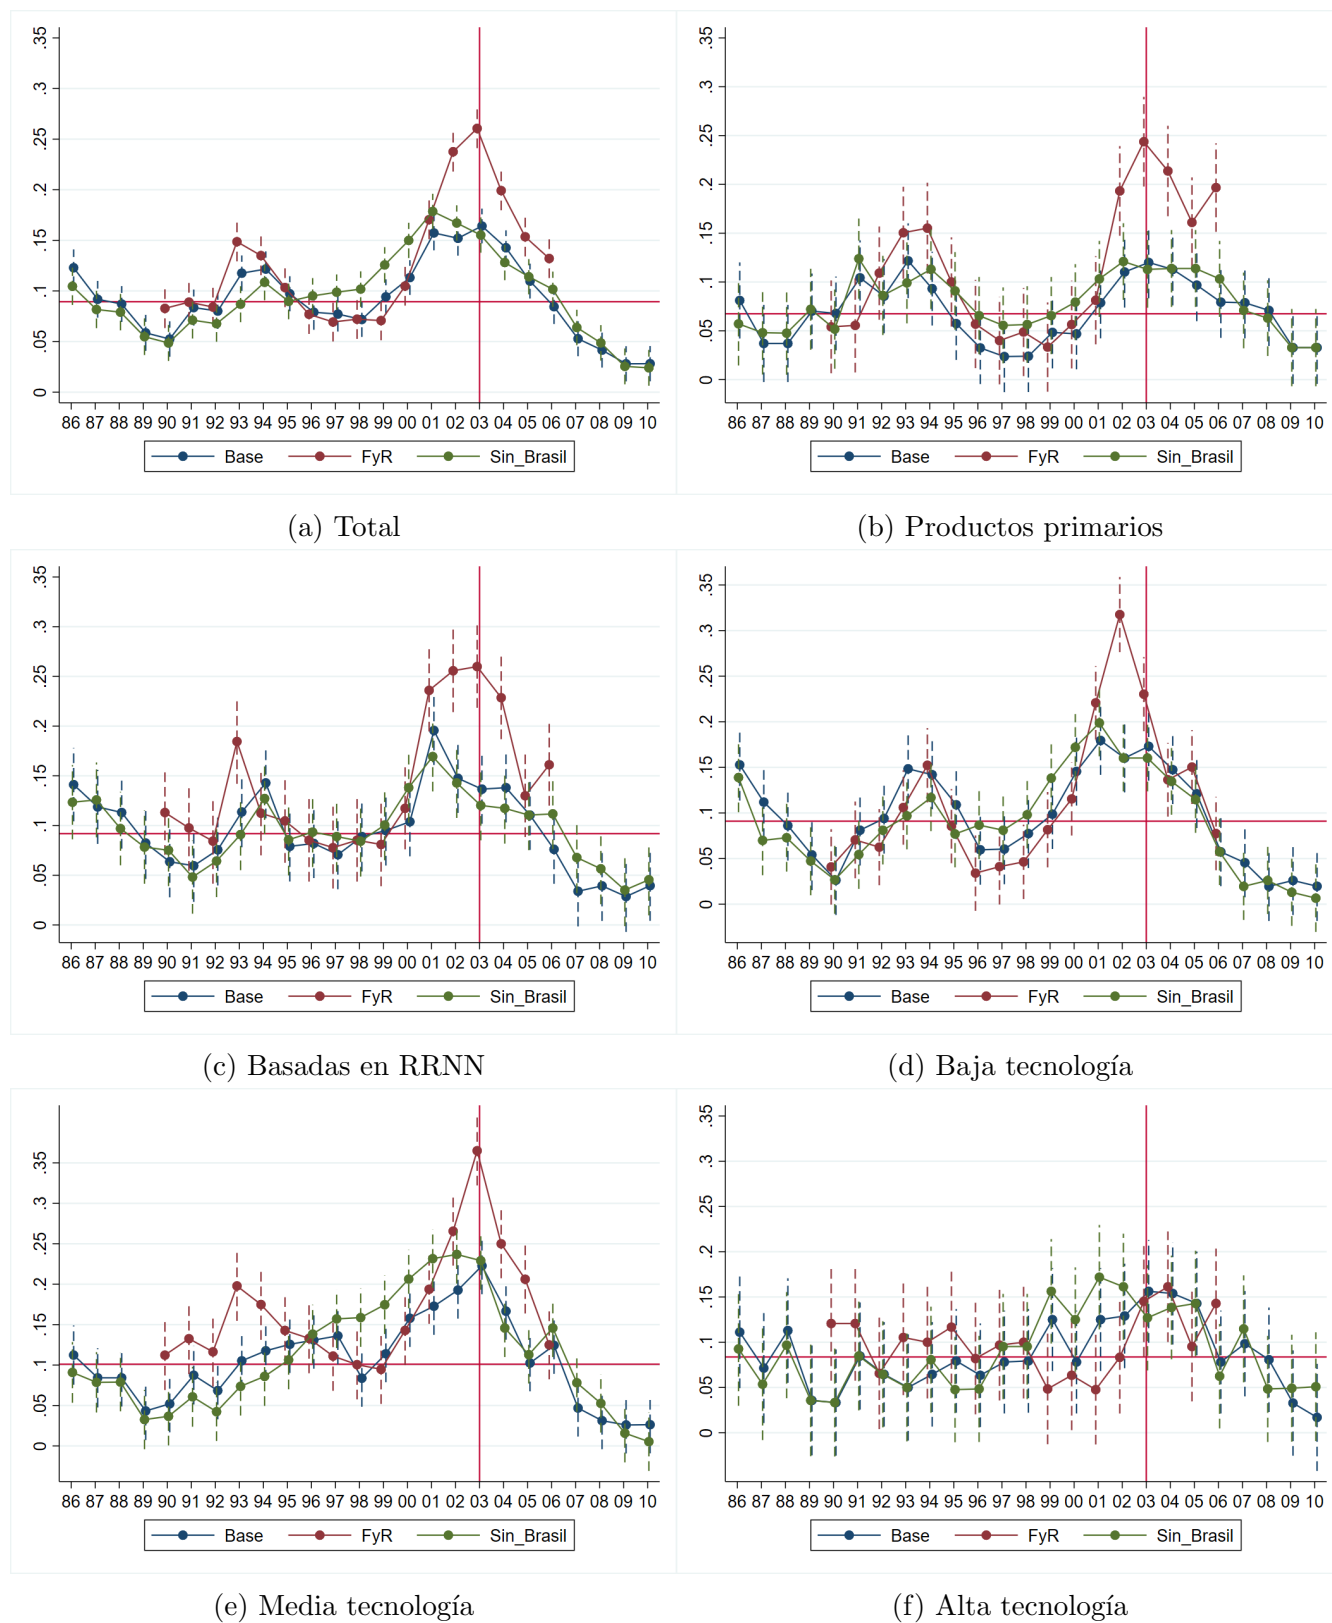 .35
.3
.25
.2
.15
.1
.05
0
86 87 88 89 90 91 92 93 94 95 96 97 98 99 00 01 02 03 04 05 06 07 08 09 10
Base FyR Sin_Brasil
(a) Total
.35
.3
.25
.2
.15
.1
.05
0
86 87 88 89 90 91 92 93 94 95 96 97 98 99 00 01 02 03 04 05 06 07 08 09 10
Base FyR Sin_Brasil
(b) Productos primarios
.35
.3
.25
.2
.15
.1
.05
0
86 87 88 89 90 91 92 93 94 95 96 97 98 99 00 01 02 03 04 05 06 07 08 09 10
Base FyR Sin_Brasil
(c) Basadas en RRNN
.35
.3
.25
.2
.15
.1
.05
0
86 87 88 89 90 91 92 93 94 95 96 97 98 99 00 01 02 03 04 05 06 07 08 09 10
Base FyR Sin_Brasil
(d) Baja tecnología
.35
.3
.25
.2
.15
.1
.05
0
86 87 88 89 90 91 92 93 94 95 96 97 98 99 00 01 02 03 04 05 06 07 08 09 10
Base FyR Sin_Brasil
(e) Media tecnología
.35
.3
.25
.2
.15
.1
.05
0
86 87 88 89 90 91 92 93 94 95 96 97 98 99 00 01 02 03 04 05 06 07 08 09 10
Base FyR Sin_Brasil
(f) Alta tecnología